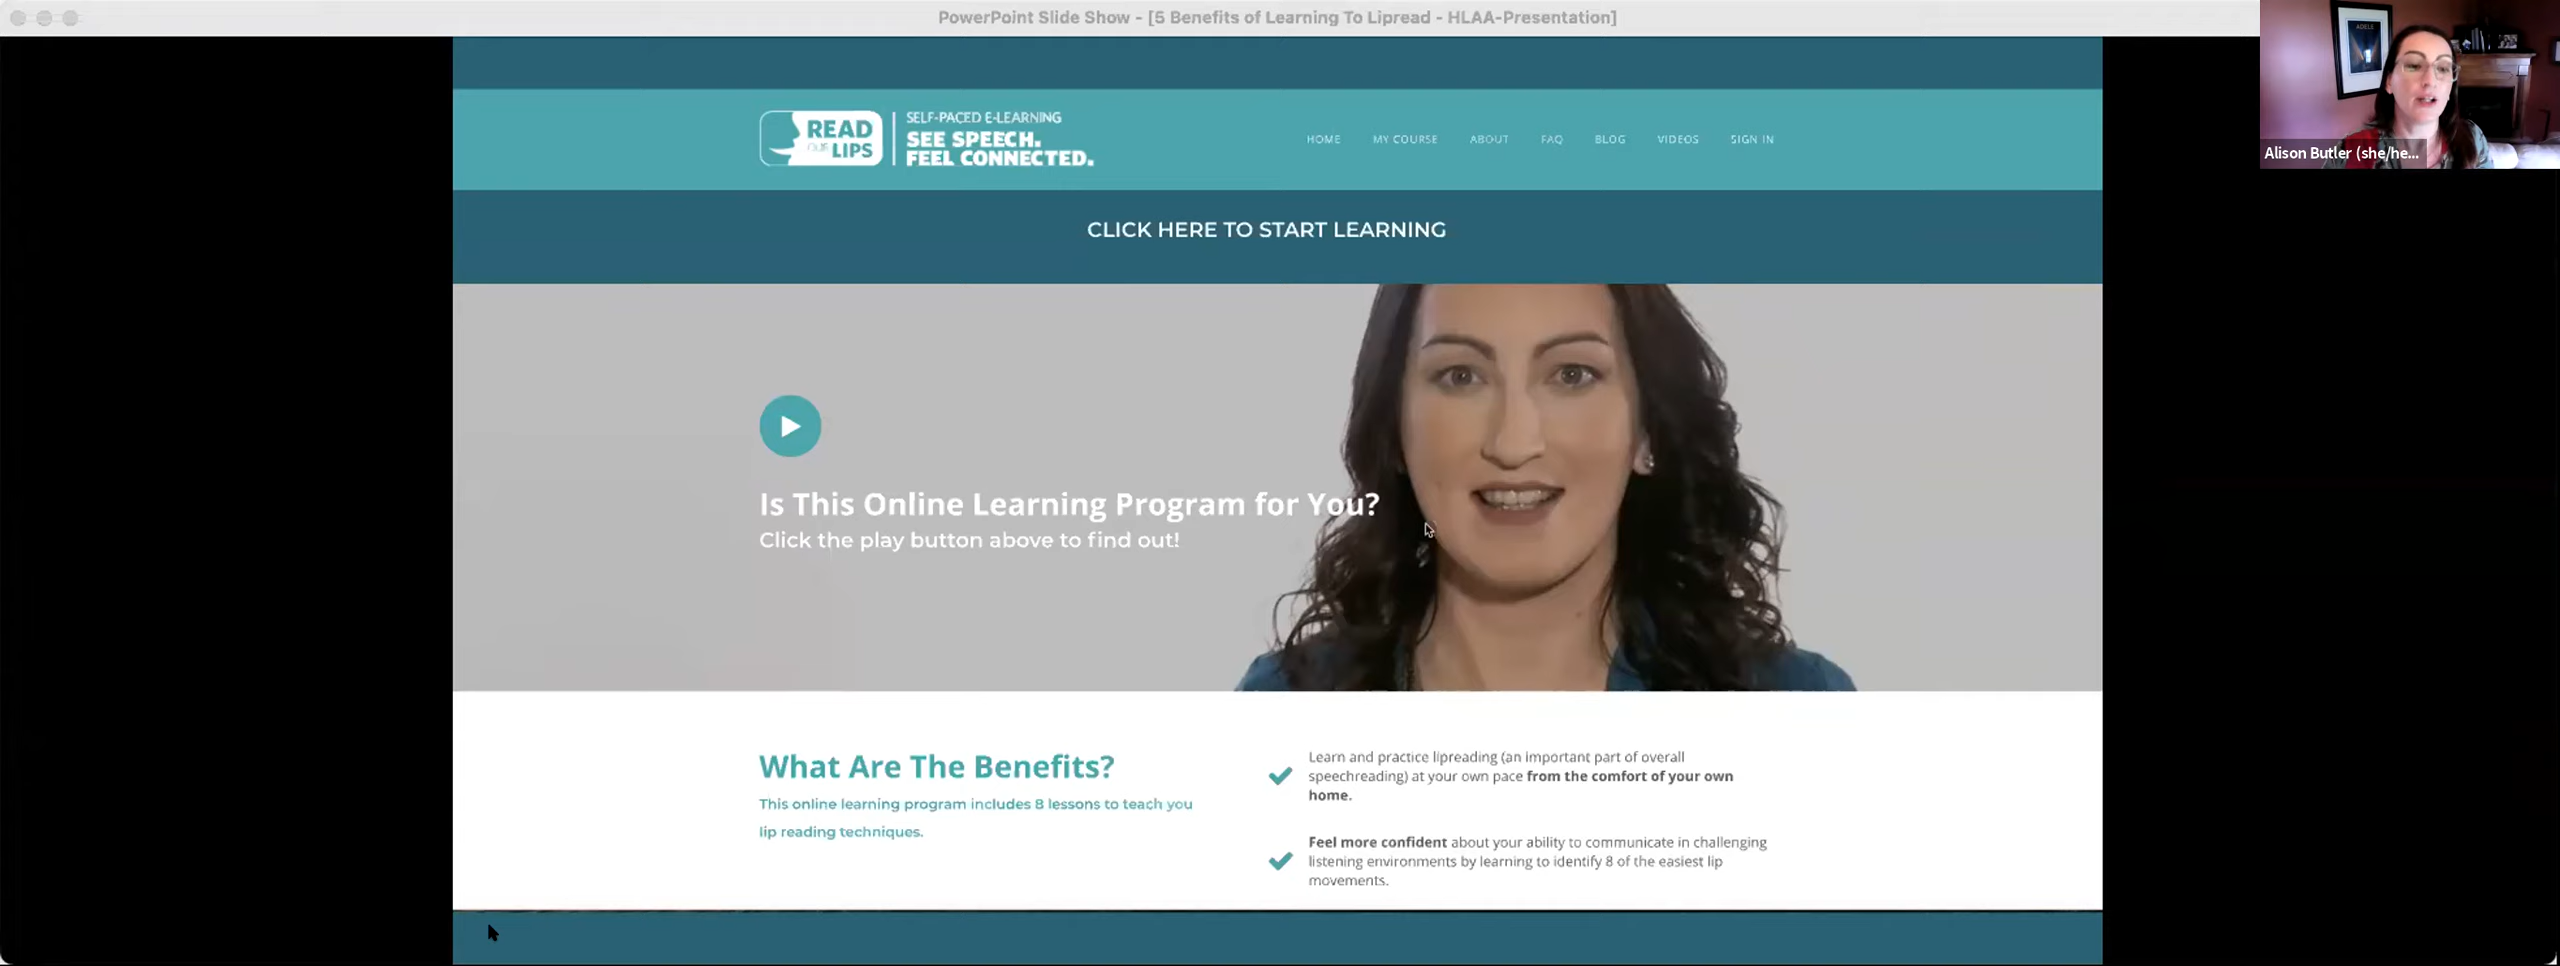 PowerPoint Slide Show - [5 Benefits of Learning To Lipread - HLAA-Presentation]
ADELE
Alison Butler (she/he...
READ
our LIPS
SELF-PACED E-LEARNING
SEE SPEECH.
FEEL CONNECTED.
HOME MY COURSE ABOUT FAQ BLOG VIDEOS SIGN IN
CLICK HERE TO START LEARNING
Is This Online Learning Program for You?
Click the play button above to find out!
What Are The Benefits?
This online learning program includes 8 lessons to teach you
lip reading techniques.
Learn and practice lipreading (an important part of overall
speechreading) at your own pace from the comfort of your own
home.
Feel more confident about your ability to communicate in challenging
listening environments by learning to identify 8 of the easiest lip
movements.